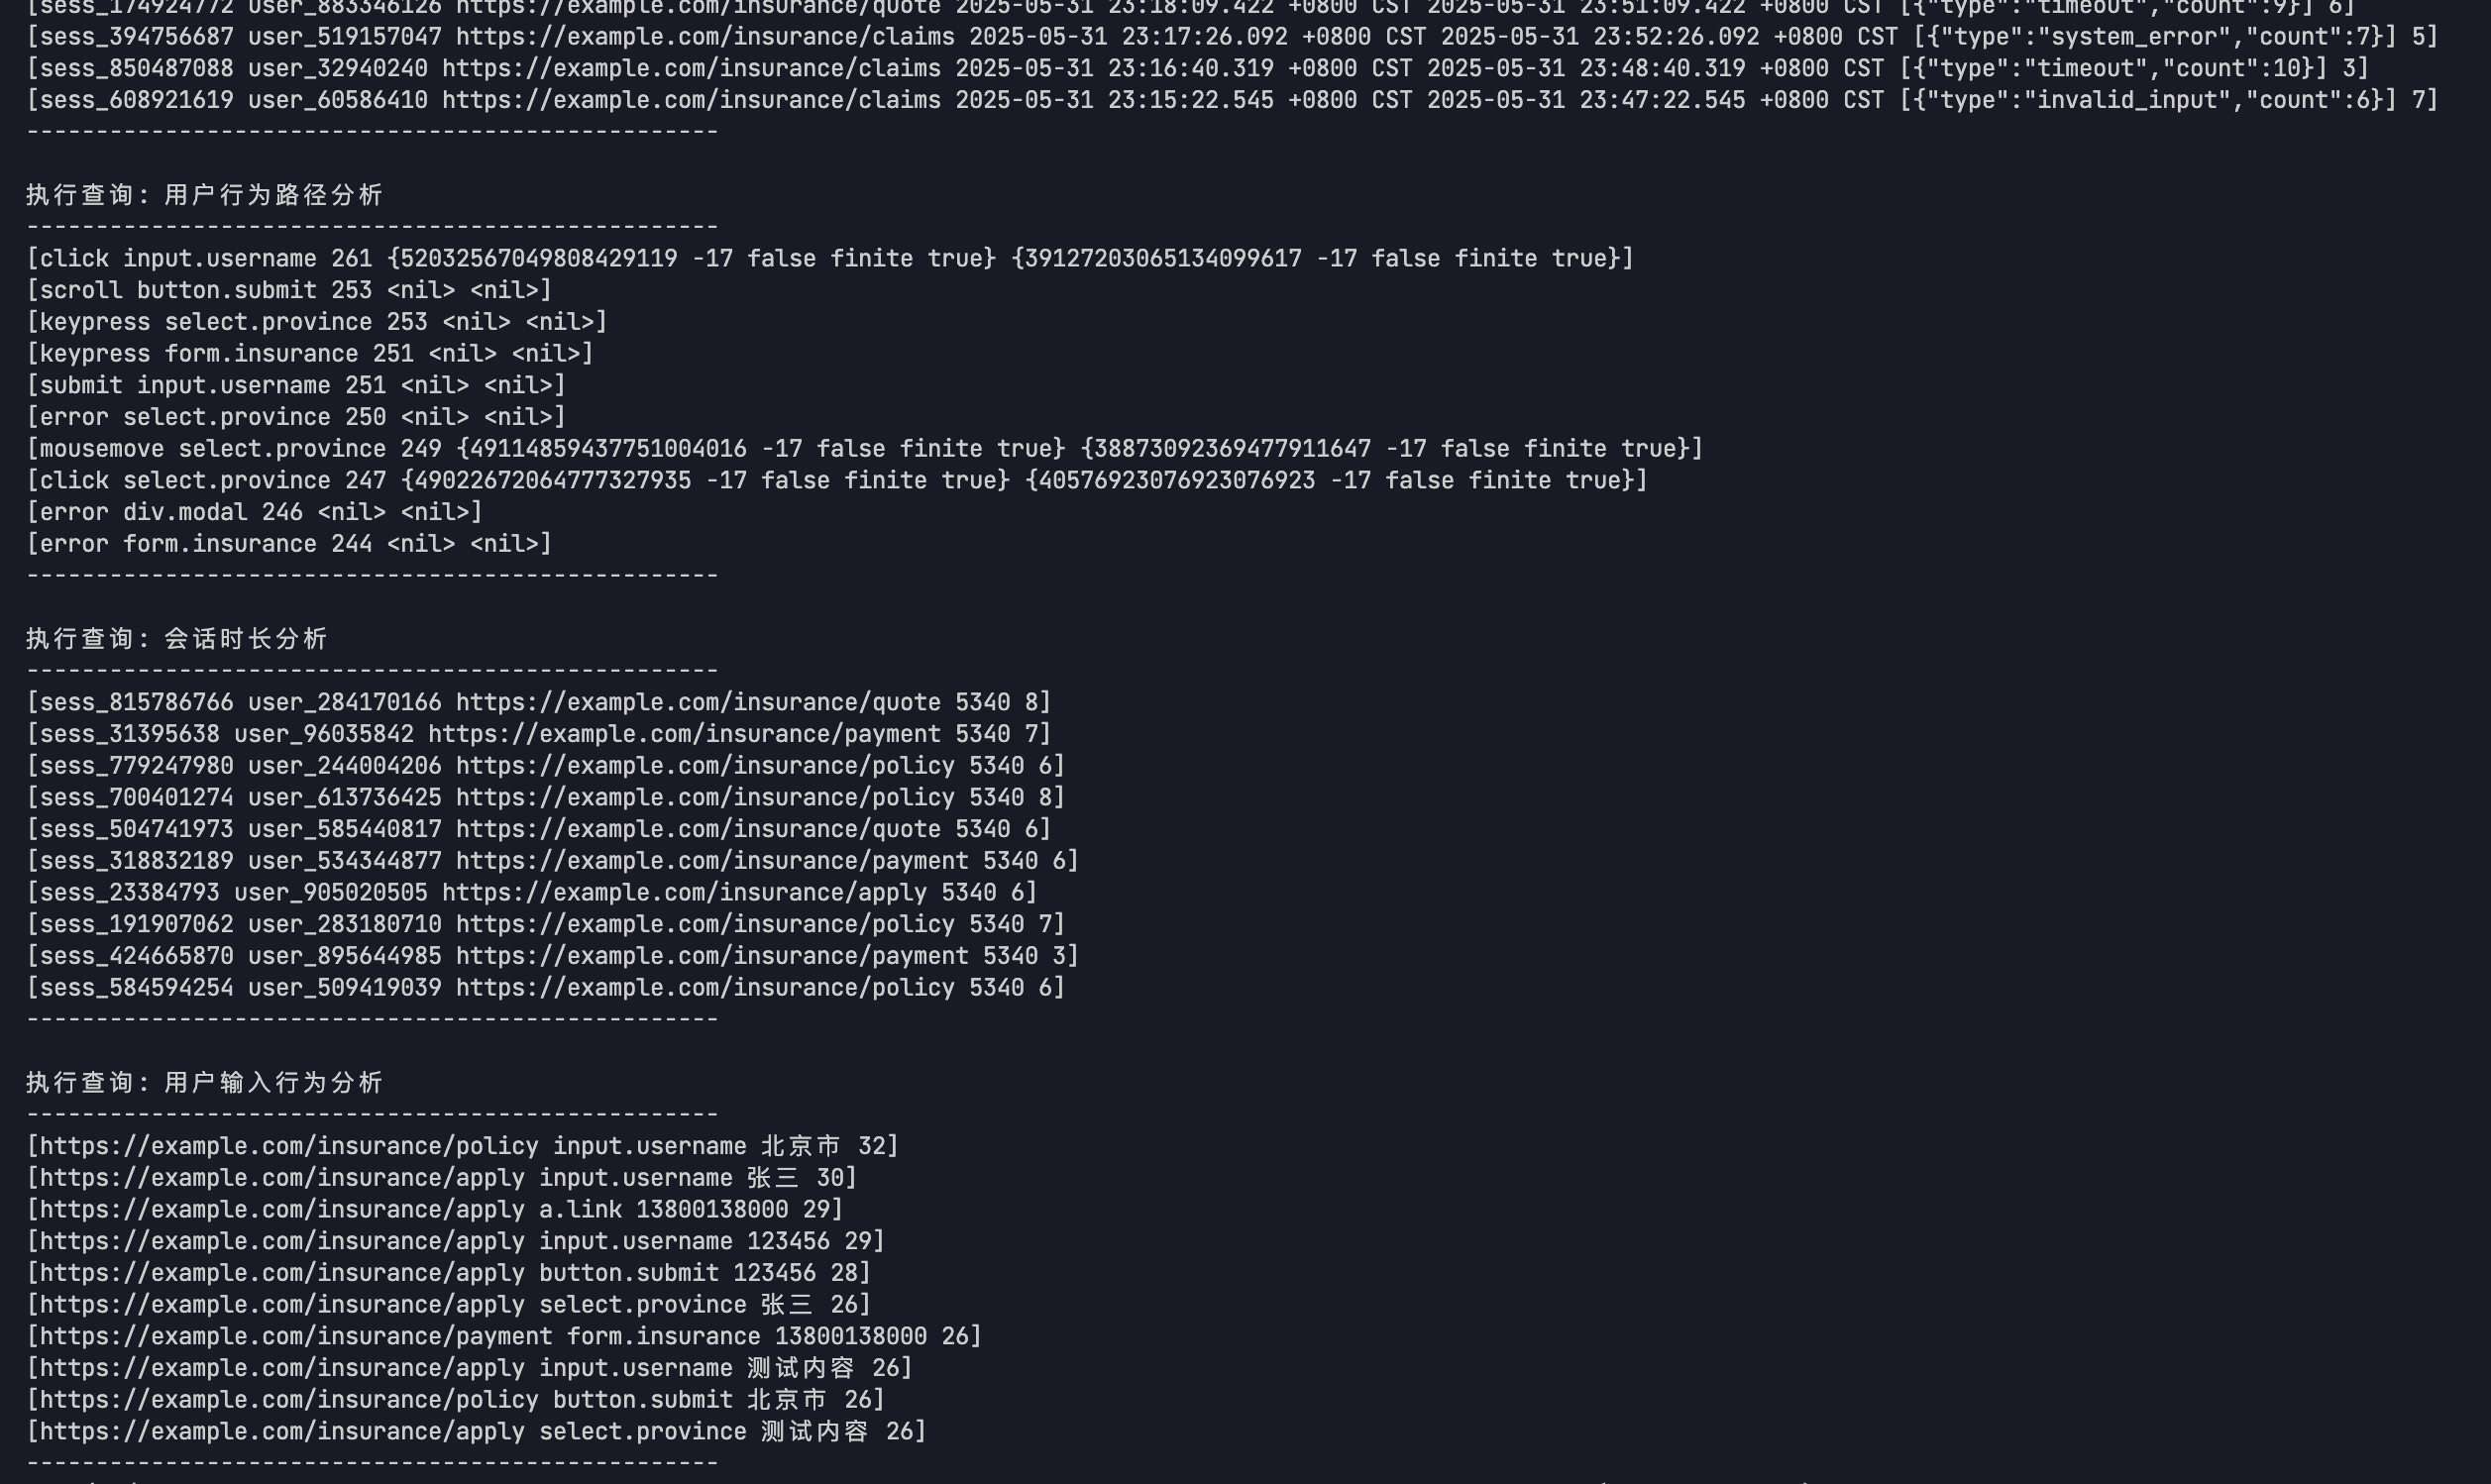 [sess_174924772 user_883346126 https://example.com/insurance/quote 2025-05-31 23:18:09.422 +0800 CST 2025-05-31 23:51:09.422 +0800 CST [{"type":"timeout","count":9}] 6]
[sess_394756687 user_519157047 https://example.com/insurance/claims 2025-05-31 23:17:26.092 +0800 CST 2025-05-31 23:52:26.092 +0800 CST [{"type":"system_error","count":7}] 5]
[sess_850487088 user_32940240 https://example.com/insurance/claims 2025-05-31 23:16:40.319 +0800 CST 2025-05-31 23:48:40.319 +0800 CST [{"type":"timeout","count":10}] 3]
[sess_608921619 user_60586410 https://example.com/insurance/claims 2025-05-31 23:15:22.545 +0800 CST 2025-05-31 23:47:22.545 +0800 CST [{"type":"invalid_input","count":6}] 7]
--------------------------------------------------
执行查询: 用户行为路径分析
--------------------------------------------------
[click input.username 261 {52032567049808429119 -17 false finite true} {39127203065134099617 -17 false finite true}]
[scroll button.submit 253 <nil> <nil>]
[keypress select.province 253 <nil> <nil>]
[keypress form.insurance 251 <nil> <nil>]
[submit input.username 251 <nil> <nil>]
[error select.province 250 <nil> <nil>]
[mousemove select.province 249 {49114859437751004016 -17 false finite true} {38873092369477911647 -17 false finite true}]
[click select.province 247 {49022672064777327935 -17 false finite true} {40576923076923076923 -17 false finite true}]
[error div.modal 246 <nil> <nil>]
[error form.insurance 244 <nil> <nil>]
--------------------------------------------------
执行查询: 会话时长分析
--------------------------------------------------
[sess_815786766 user_284170166 https://example.com/insurance/quote 5340 8]
[sess_31395638 user_96035842 https://example.com/insurance/payment 5340 7]
[sess_779247980 user_244004206 https://example.com/insurance/policy 5340 6]
[sess_700401274 user_613736425 https://example.com/insurance/policy 5340 8]
[sess_504741973 user_585440817 https://example.com/insurance/quote 5340 6]
[sess_318832189 user_534344877 https://example.com/insurance/payment 5340 6]
[sess_23384793 user_905020505 https://example.com/insurance/apply 5340 6]
[sess_191907062 user_283180710 https://example.com/insurance/policy 5340 7]
[sess_424665870 user_895644985 https://example.com/insurance/payment 5340 3]
[sess_584594254 user_509419039 https://example.com/insurance/policy 5340 6]
--------------------------------------------------
执行查询: 用户输入行为分析
--------------------------------------------------
[https://example.com/insurance/policy input.username 北京市 32]
[https://example.com/insurance/apply input.username 张三 30]
[https://example.com/insurance/apply a.link 13800138000 29]
[https://example.com/insurance/apply input.username 123456 29]
[https://example.com/insurance/apply button.submit 123456 28]
[https://example.com/insurance/apply select.province 张三 26]
[https://example.com/insurance/payment form.insurance 13800138000 26]
[https://example.com/insurance/apply input.username 测试内容 26]
[https://example.com/insurance/policy button.submit 北京市 26]
[https://example.com/insurance/apply select.province 测试内容 26]
--------------------------------------------------